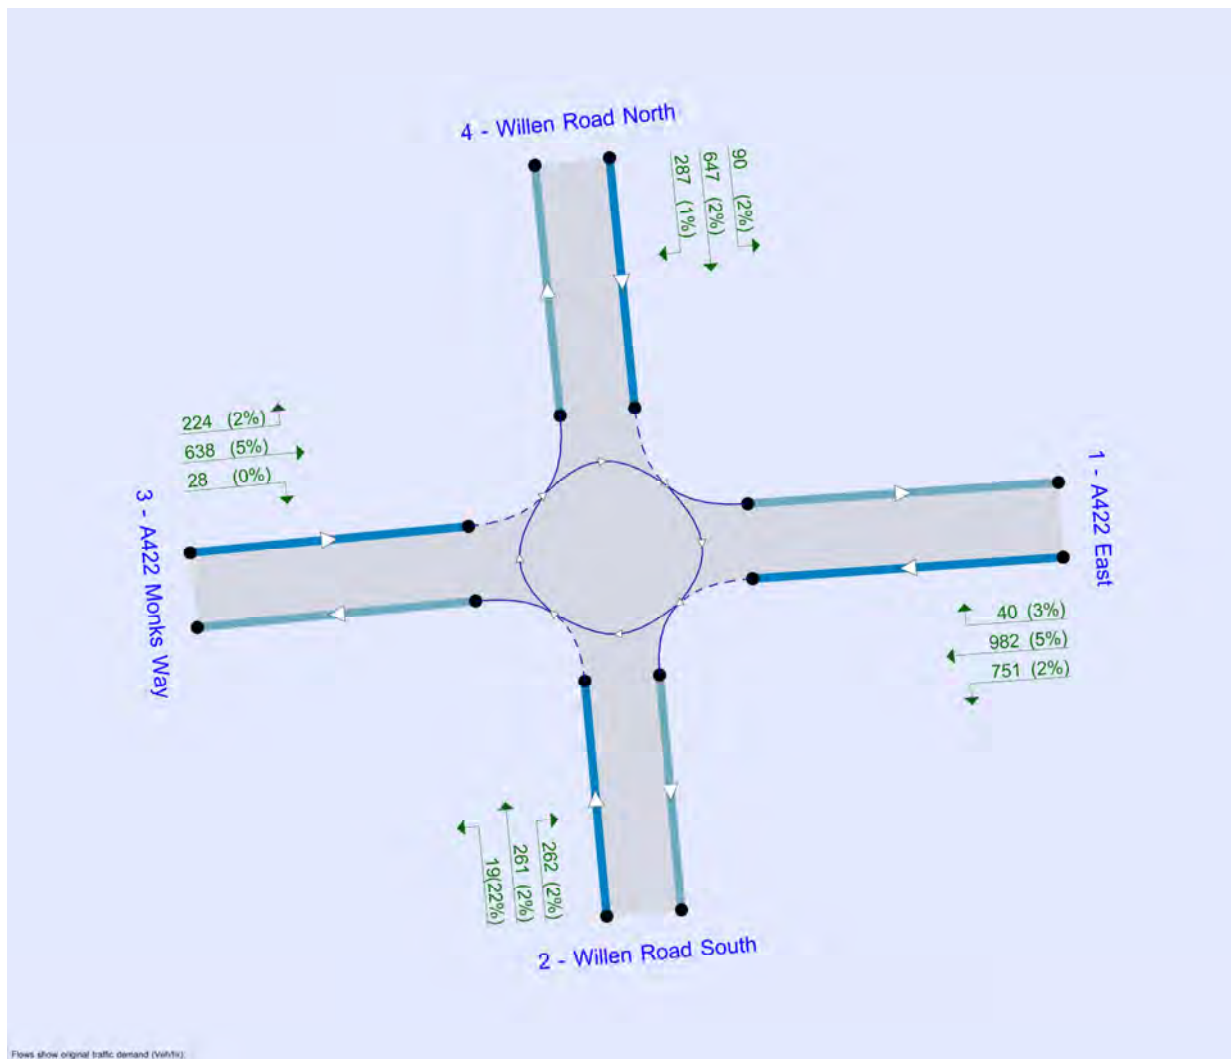 4 - Willen Road North
90 (2%)
647 (2%)
287 (1%)
224 (2%)
638 (5%)
28 (0%)
3 - A422 Monks Way
1 - A422 East
40 (3%)
982 (5%)
751 (2%)
262 (2%)
261 (2%)
19(22%)
2 - Willen Road South
Flows show original traffic demand (Veh/hr).